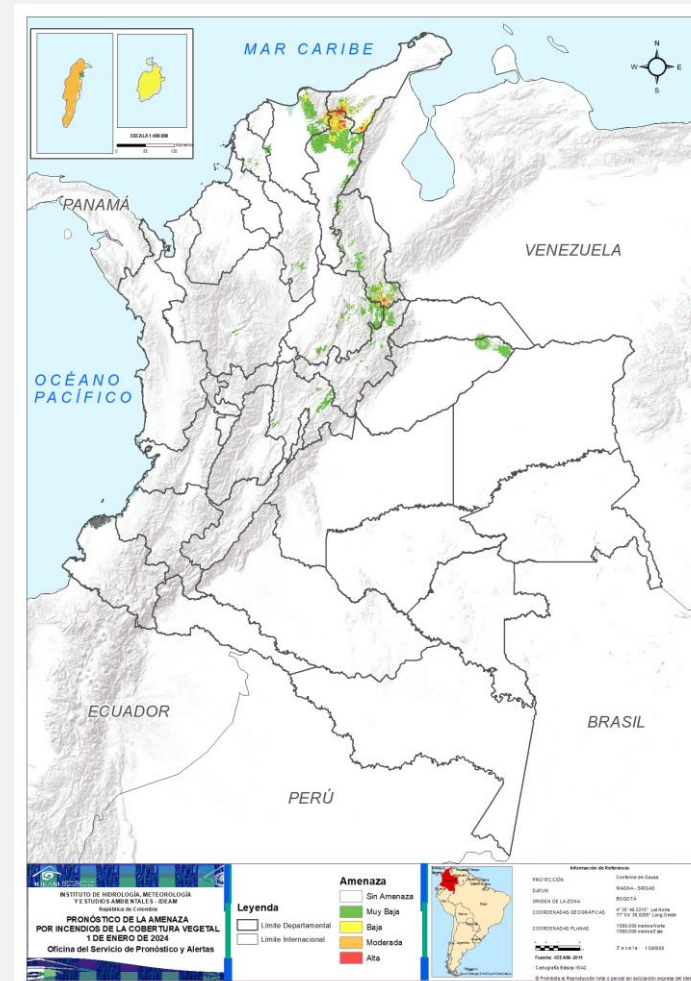 MAR CARIBE
N
W
E
S
ESCALA 1:400.000
PANAMÁ
VENEZUELA
OCÉANO
PACÍFICO
ECUADOR
BRASIL
PERÚ
IDEAM
INSTITUTO DE HIDROLOGÍA, METEOROLOGÍA
Y ESTUDIOS AMBIENTALES - IDEAM
República de Colombia
PRONÓSTICO DE LA AMENAZA
POR INCENDIOS DE LA COBERTURA VEGETAL
1 DE ENERO DE 2024
Oficina del Servicio de Pronóstico y Alertas
Leyenda
Límite Departamental
Límite Internacional
Amenaza
Sin Amenaza
Muy Baja
Baja
Moderada
Alta
Información de Referencia
PROYECCIÓN Conforme de Gauss
DATUM MAGNA - SIRGAS
ORIGEN DE LA ZONA BOGOTÁ
COORDENADAS GEOGRÁFICAS
COORDENADAS PLANAS
Escala:
Cartografía Básica: IGAC